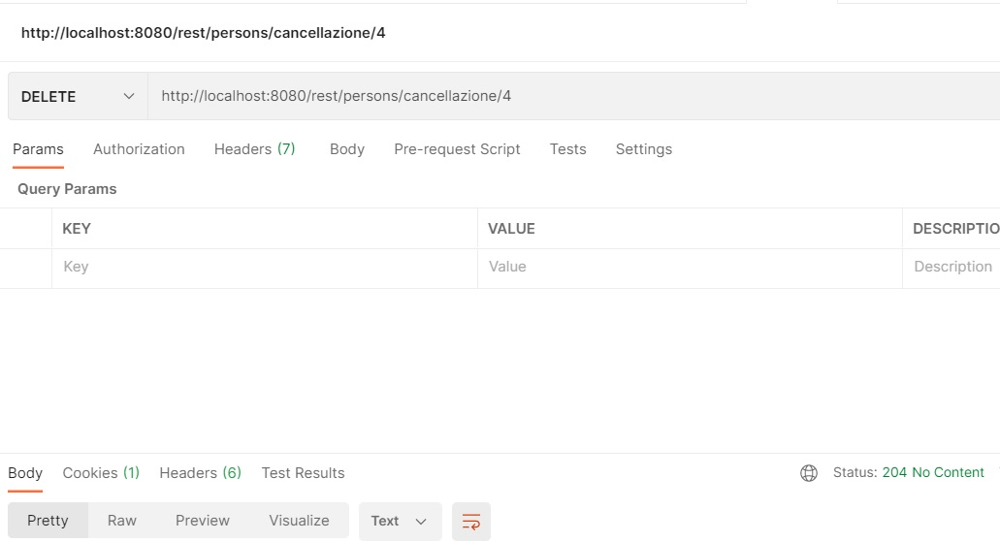 http://localhost:8080/rest/persons/cancellazione/4
DELETE http://localhost:8080/rest/persons/cancellazione/4
Params Authorization Headers (7) Body Pre-request Script Tests Settings
Query Params
KEY VALUE DESCRIPTIO
Key Value Description
Body Cookies (1) Headers (6) Test Results Status: 204 No Content
Pretty Raw Preview Visualize Text